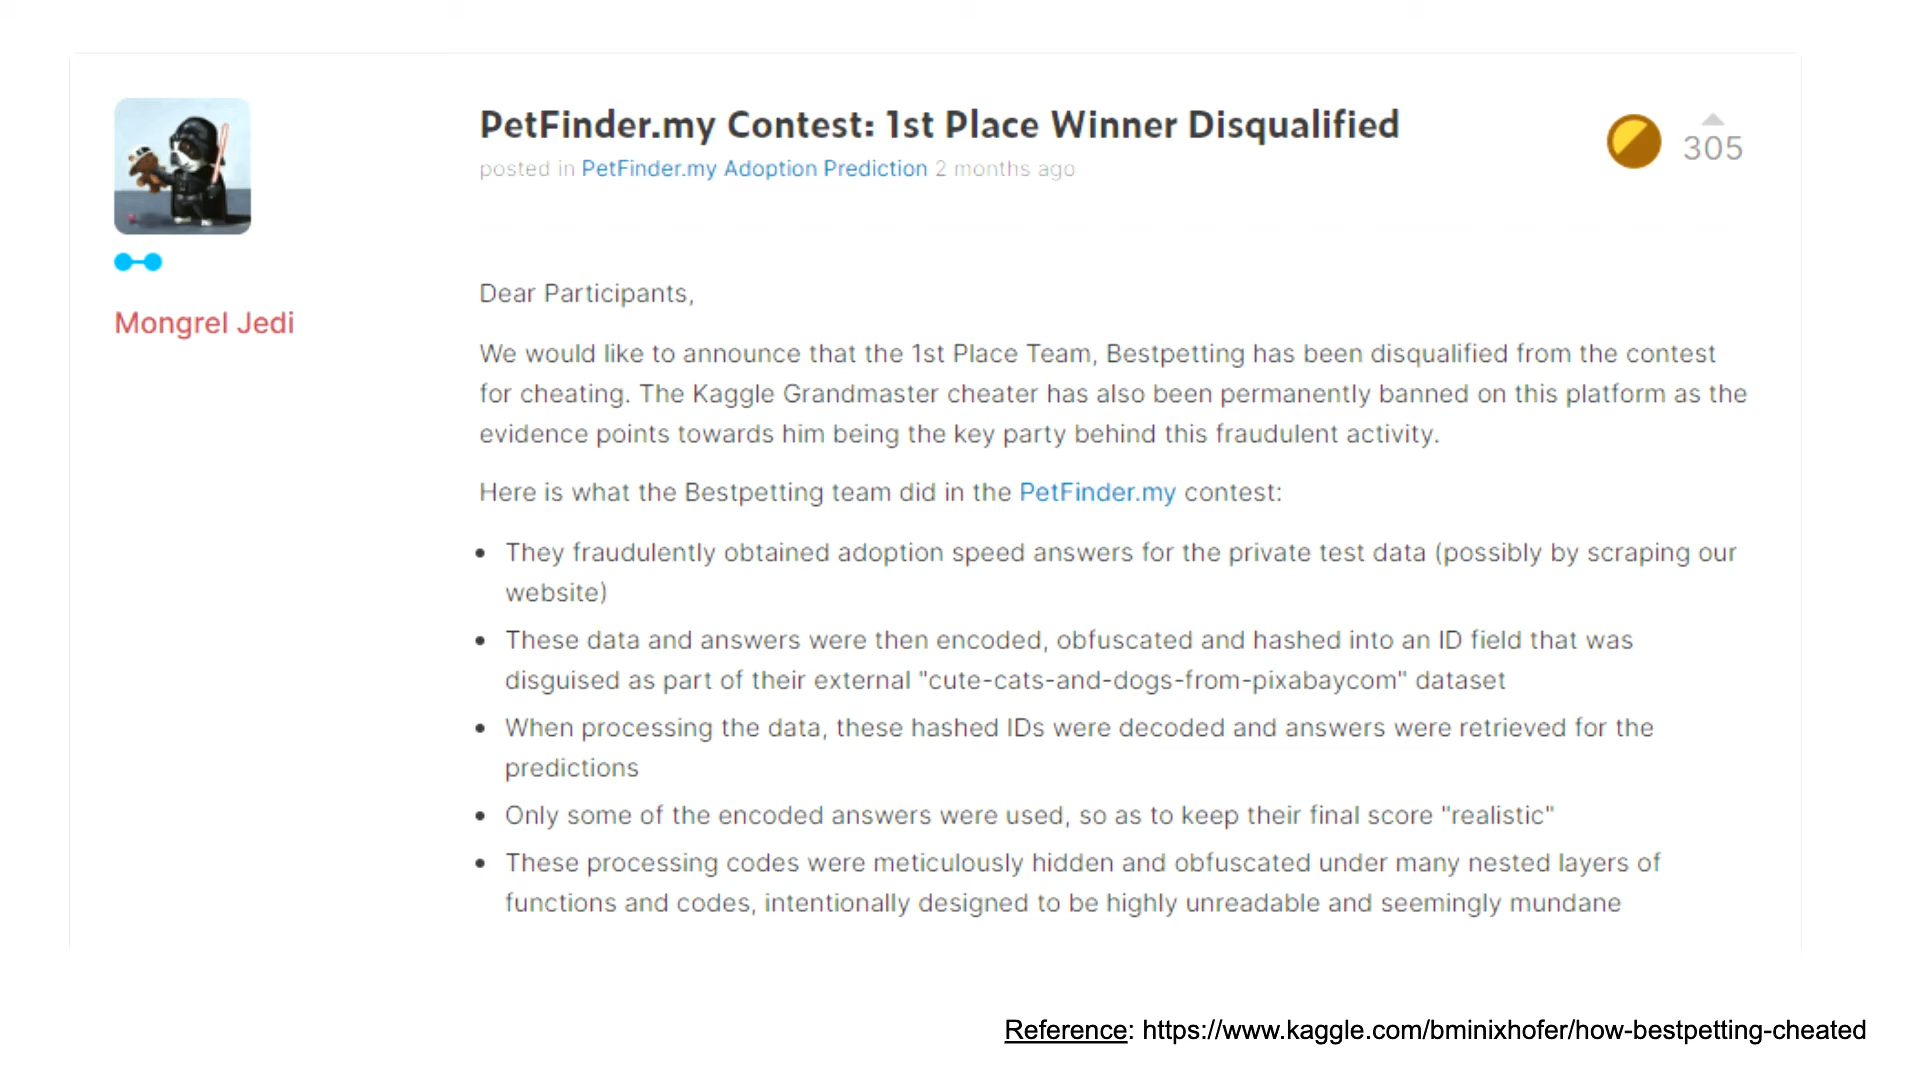 PetFinder.my Contest: 1st Place Winner Disqualified
305
posted in PetFinder.my Adoption Prediction 2 months ago
Mongrel Jedi
Dear Participants,
We would like to announce that the 1st Place Team, Bestpetting has been disqualified from the contest
for cheating. The Kaggle Grandmaster cheater has also been permanently banned on this platform as the
evidence points towards him being the key party behind this fraudulent activity.
Here is what the Bestpetting team did in the PetFinder.my contest:
• They fraudulently obtained adoption speed answers for the private test data (possibly by scraping our
website)
• These data and answers were then encoded, obfuscated and hashed into an ID field that was
disguised as part of their external "cute-cats-and-dogs-from-pixabaycom" dataset
• When processing the data, these hashed IDs were decoded and answers were retrieved for the
predictions
• Only some of the encoded answers were used, so as to keep their final score "realistic"
• These processing codes were meticulously hidden and obfuscated under many nested layers of
functions and codes, intentionally designed to be highly unreadable and seemingly mundane
Reference: https://www.kaggle.com/bminixhofer/how-bestpetting-cheated